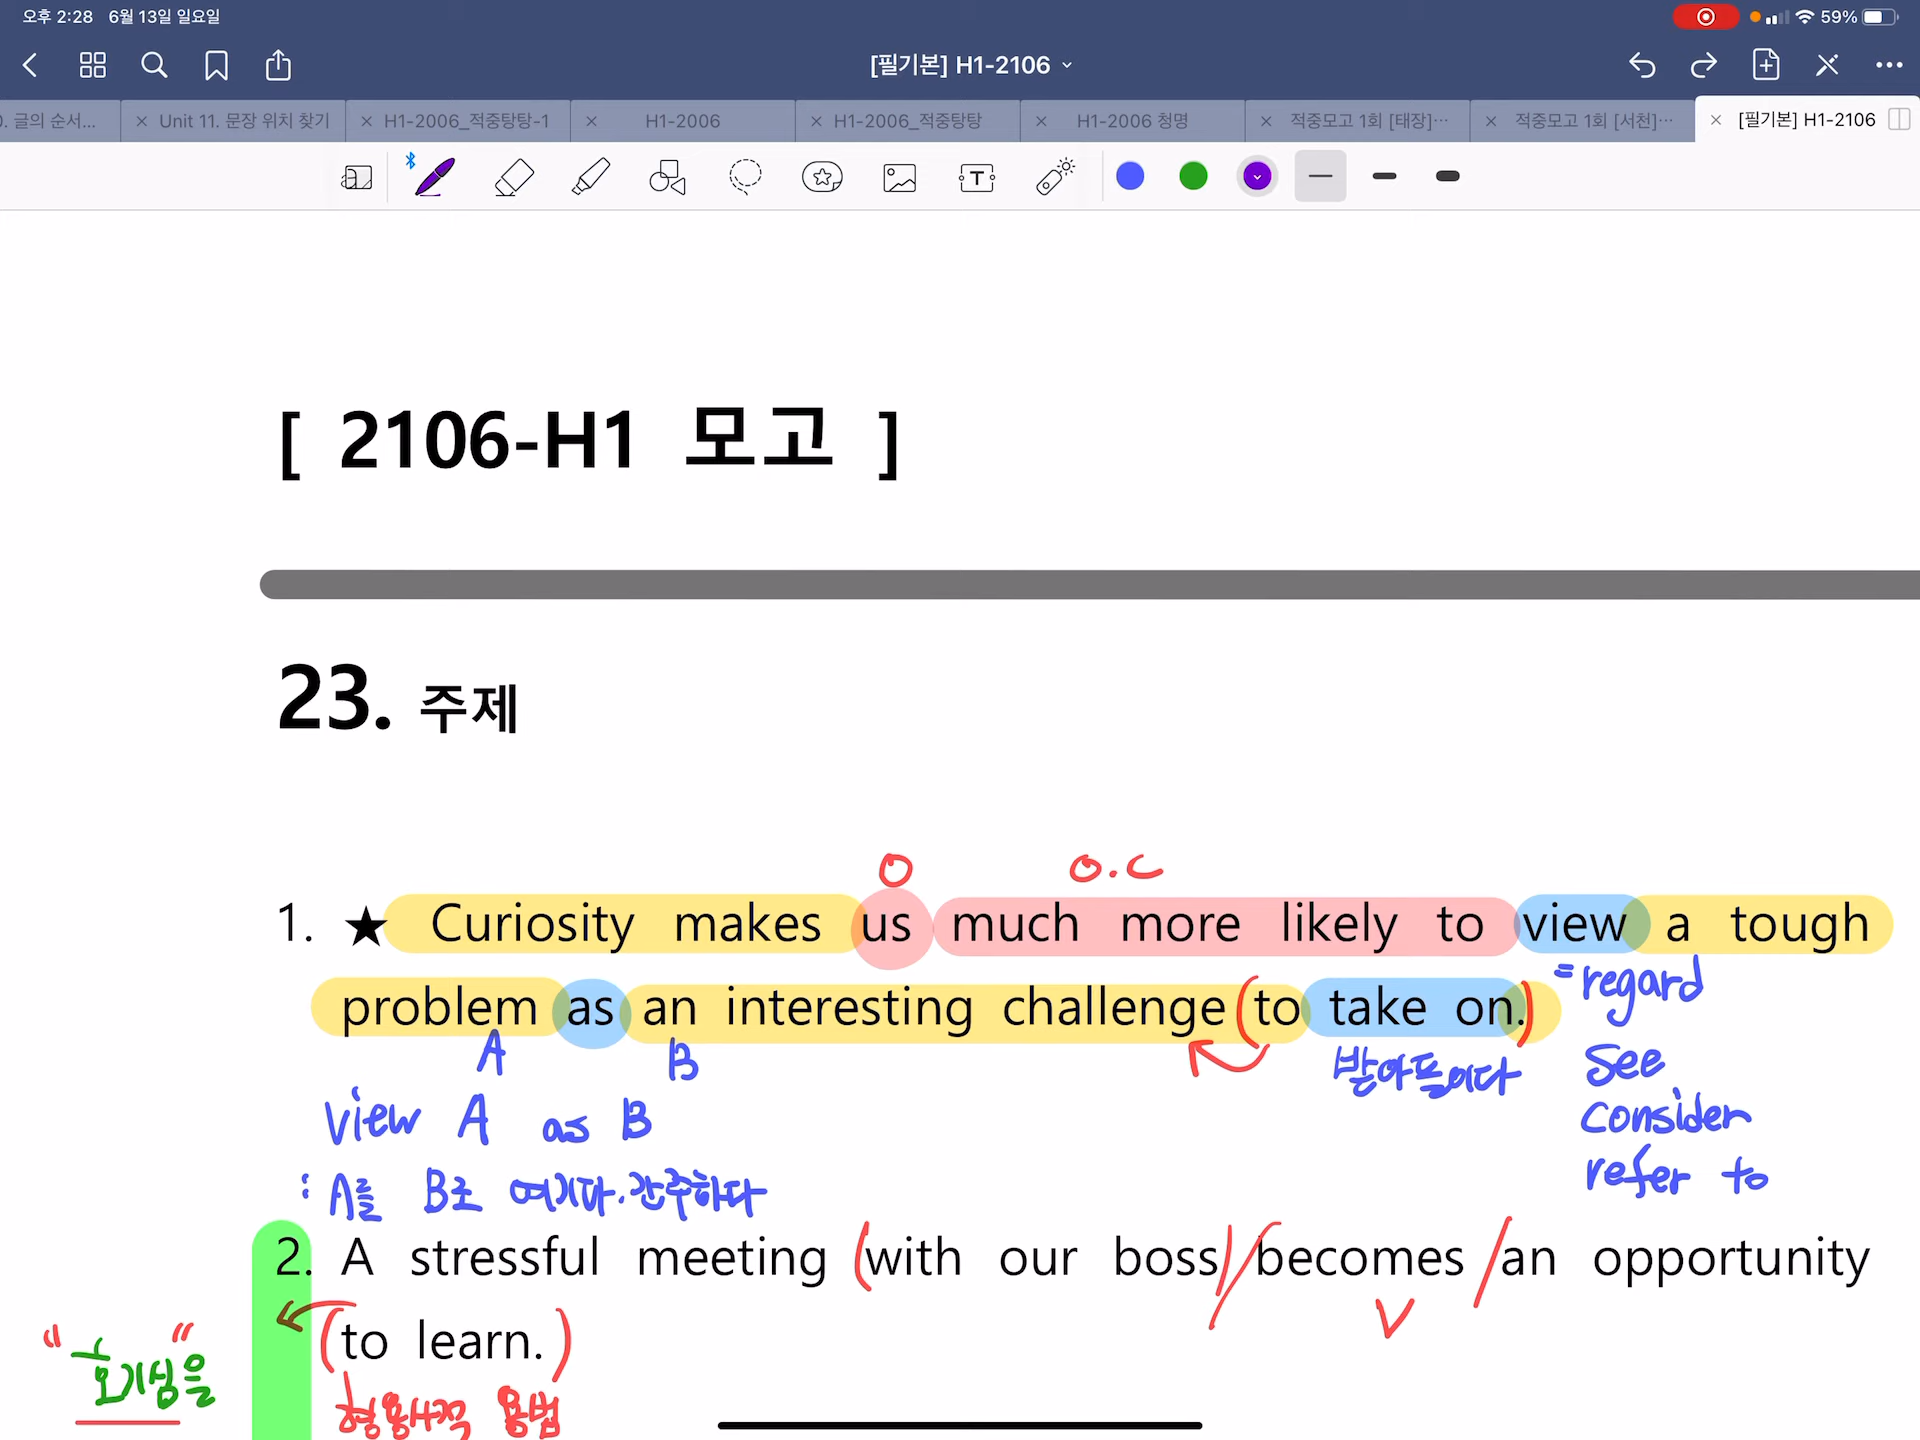 오후 2:28 6월 13일 일요일 59%
[필기본] H1-2106
). 글의 순서... Unit 11. 문장 위치 찾기 H1-2006_적중탕탕-1 H1-2006 H1-2006_적중탕탕 H1-2006 청명 적중모고 1회 [태장]… 적중모고 1회 [서천]… [필기본] H1-2106
[ 2106-H1 모고 ]
23. 주제
O O.C
1. ★ Curiosity makes us much more likely to view a tough
problem as an interesting challenge (to take on.)
= regard
A B 받아들이다 see
view A as B consider
: A를 B로 여기다. 간주하다 refer to
2. A stressful meeting (with our boss)/becomes / an opportunity
V
(to learn.)
"호기심"을
형용사적 용법